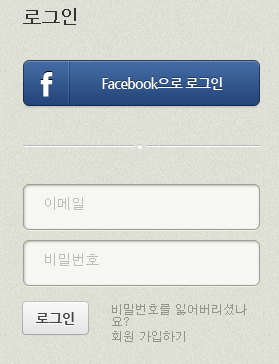 로그인
Facebook으로 로그인
이메일
비밀번호
로그인
비밀번호를 잃어버리셨나
요?
회원 가입하기